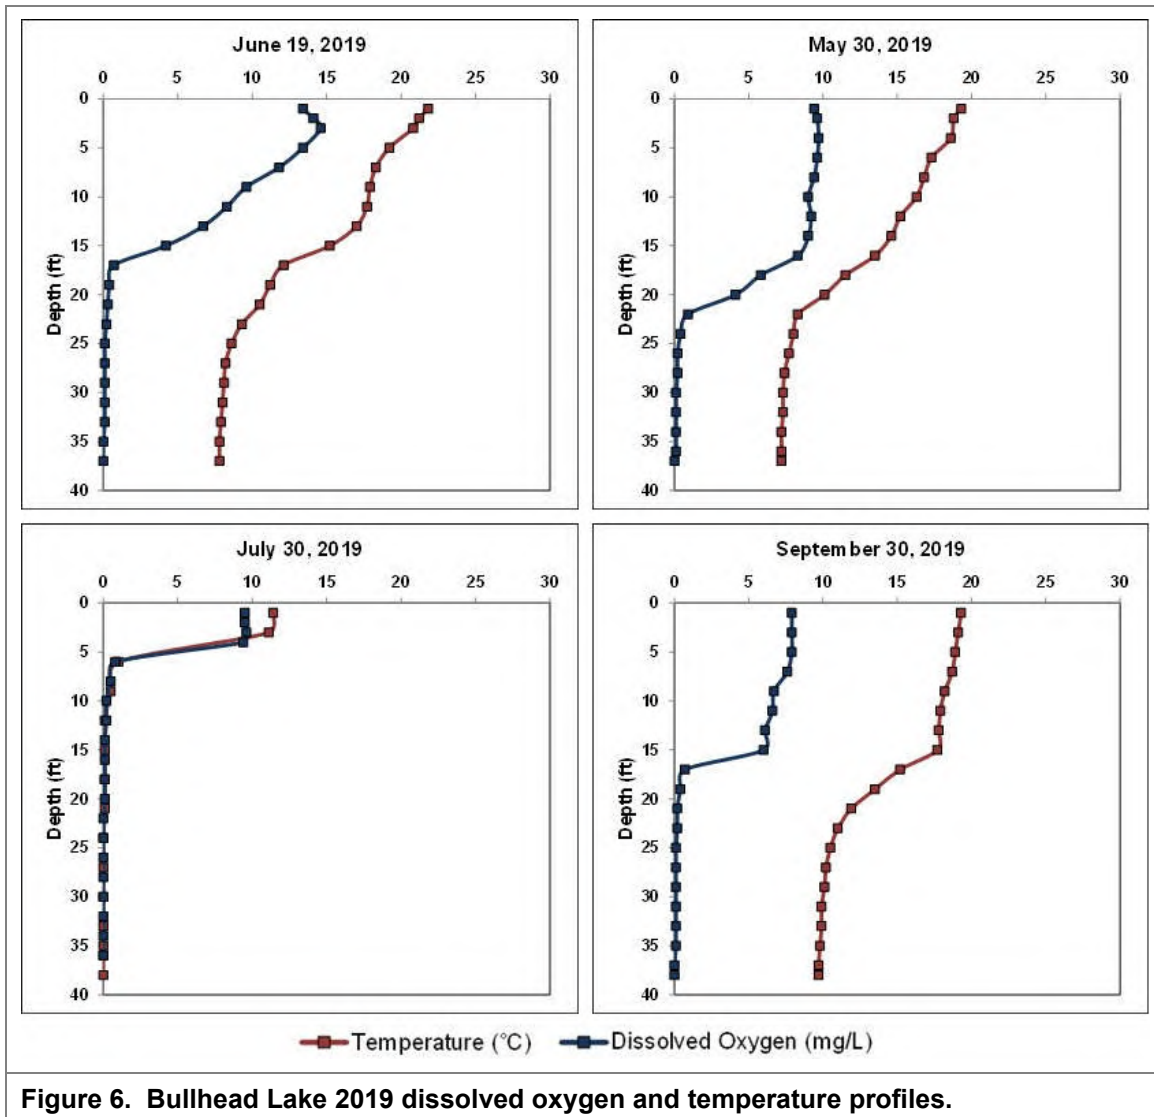 June 19, 2019
0 5 10 15 20 25 30
0
5
10
15
20
25
30
35
40
Depth (ft)
May 30, 2019
0 5 10 15 20 25 30
0
5
10
15
20
25
30
35
40
Depth (ft)
July 30, 2019
0 5 10 15 20 25 30
0
5
10
15
20
25
30
35
40
Depth (ft)
September 30, 2019
0 5 10 15 20 25 30
0
5
10
15
20
25
30
35
40
Depth (ft)
Temperature (°C) Dissolved Oxygen (mg/L)
Figure 6. Bullhead Lake 2019 dissolved oxygen and temperature profiles.